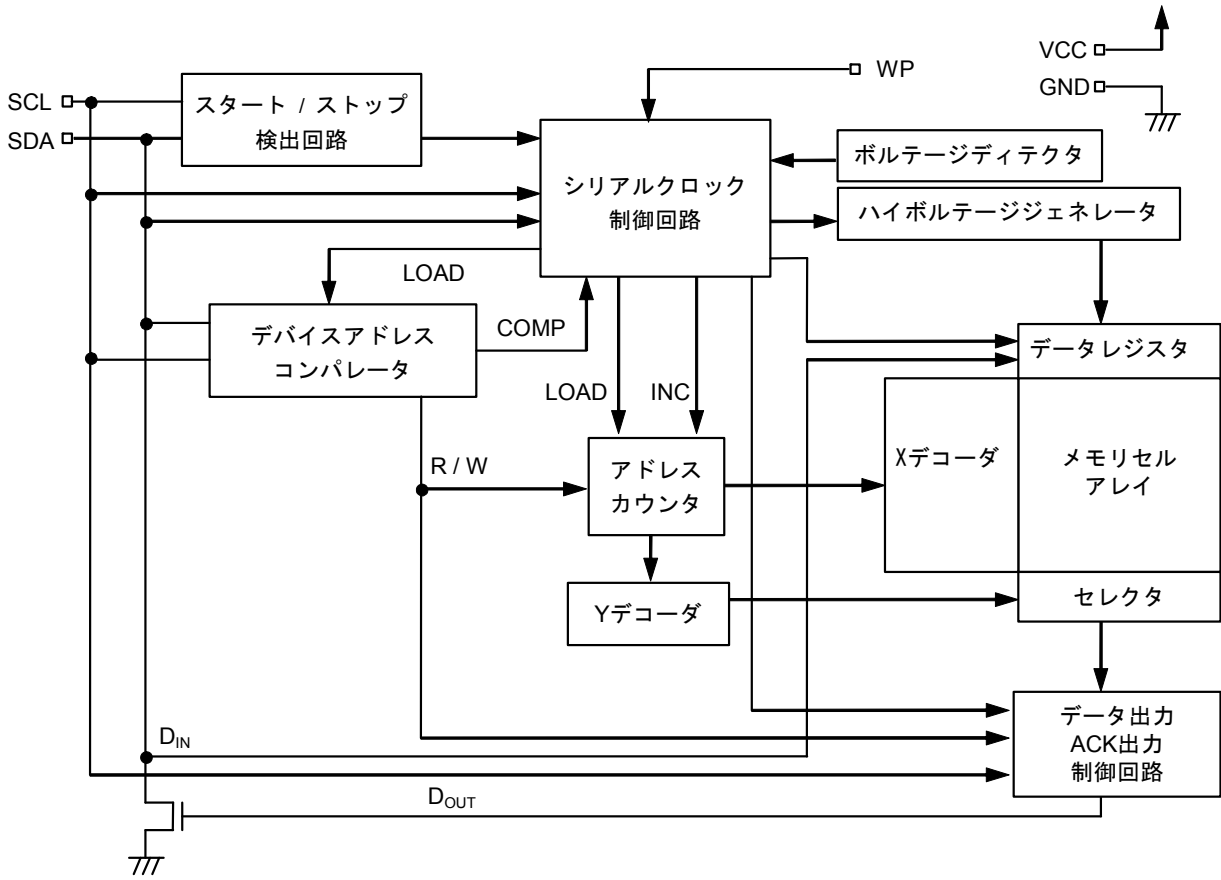 VCC
WP
GND
SCL
スタート / ストップ
検出回路
SDA
ボルテージディテクタ
シリアルクロック
制御回路
ハイボルテージジェネレータ
LOAD
COMP
デバイスアドレス
コンパレータ
データレジスタ
LOAD
INC
R / W
アドレス
カウンタ
Xデコーダ
メモリセル
アレイ
Yデコーダ
セレクタ
データ出力
ACK出力
制御回路
DIN
DOUT